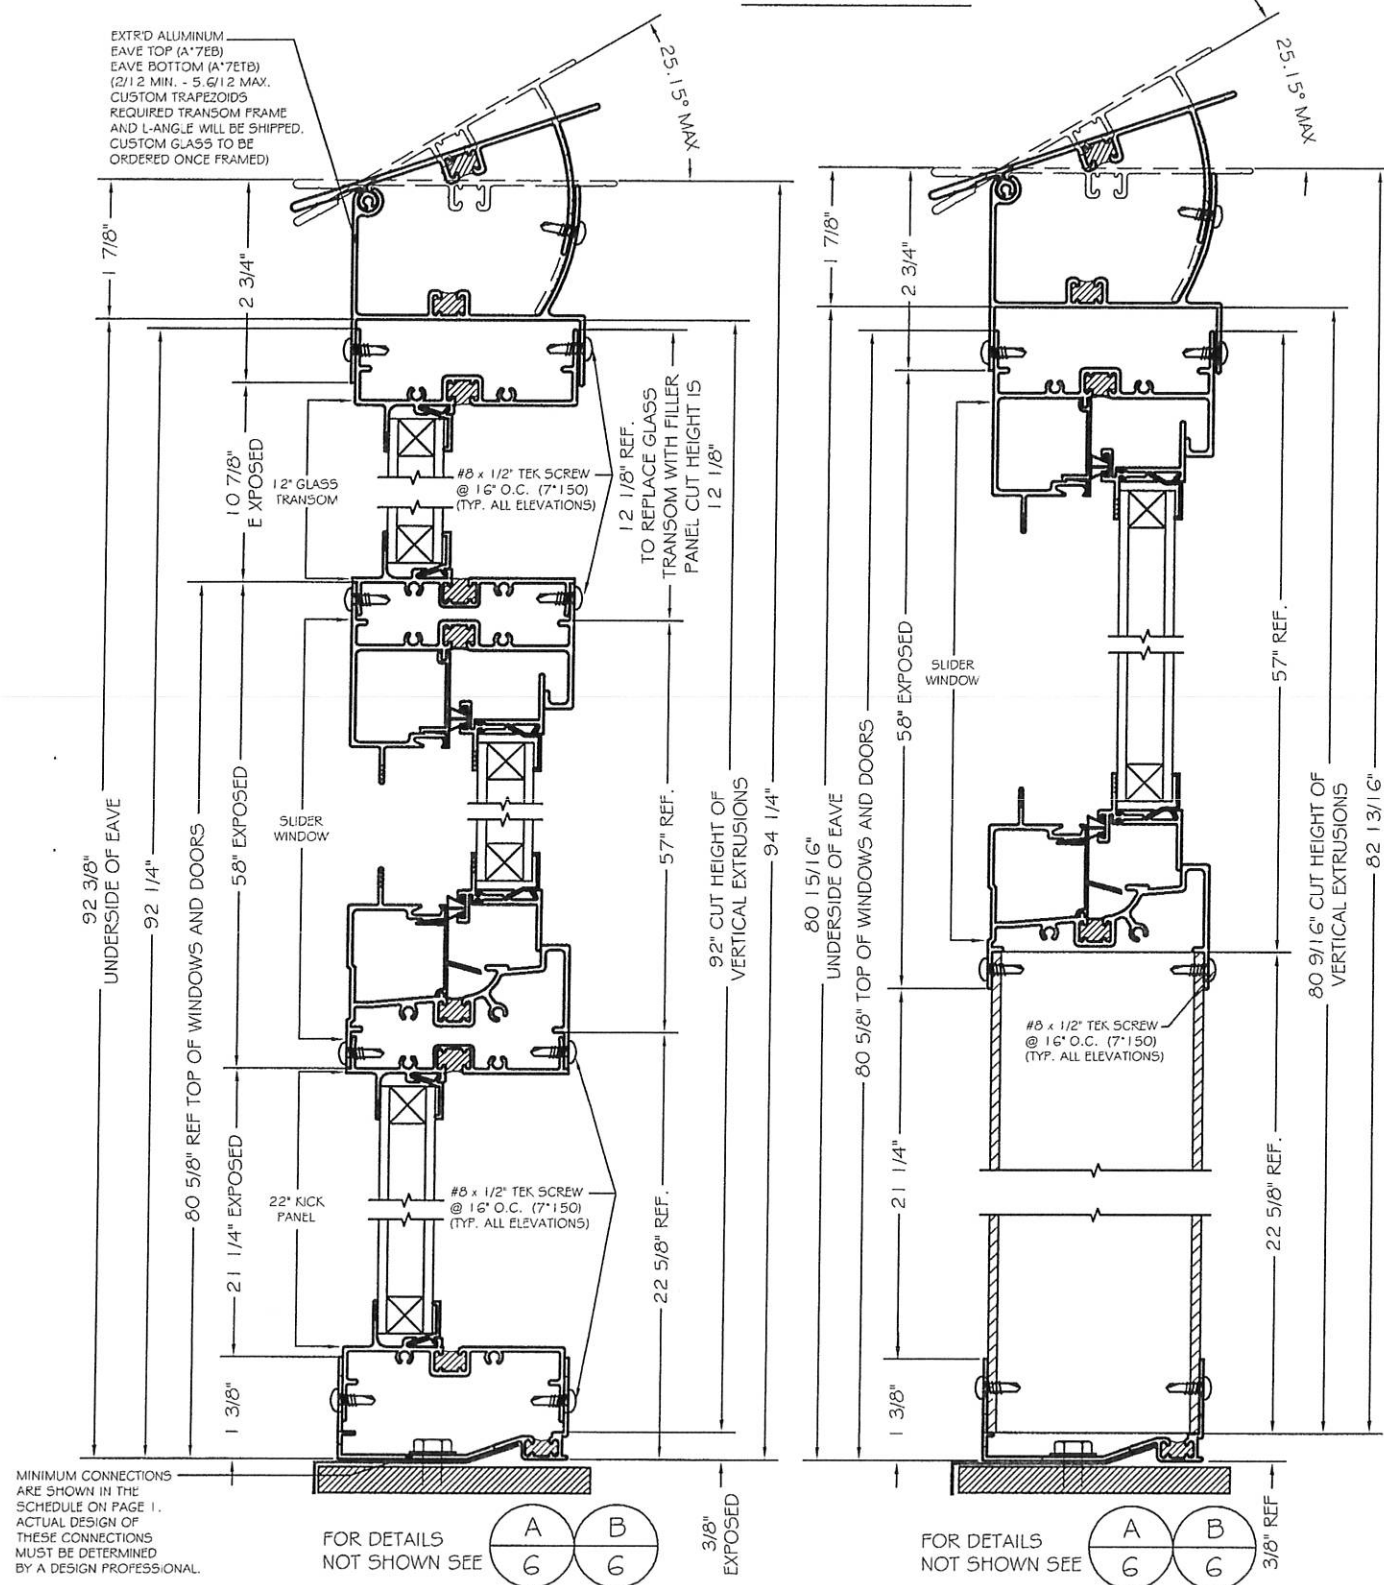 EXTR'D ALUMINUM
EAVE TOP (A*7EB)
EAVE BOTTOM (A*7ETB)
(2/12 MIN. - 5.6/12 MAX.
CUSTOM TRAPEZOIDS
REQUIRED TRANSOM FRAME
AND L-ANGLE WILL BE SHIPPED.
CUSTOM GLASS TO BE
ORDERED ONCE FRAMED)
25.15° MAX
1 7/8"
2 3/4"
10 7/8"
EXPOSED
12" GLASS
TRANSOM
#8 x 1/2" TEK SCREW
@ 16" O.C. (7*150)
(TYP. ALL ELEVATIONS)
12 1/8" REF.
TO REPLACE GLASS
TRANSOM WITH FILLER
PANEL CUT HEIGHT IS
12 1/8"
92 3/8"
UNDERSIDE OF EAVE
92 1/4"
80 5/8" REF TOP OF WINDOWS AND DOORS
58" EXPOSED
SLIDER
WINDOW
57" REF.
92" CUT HEIGHT OF
VERTICAL EXTRUSIONS
94 1/4"
21 1/4" EXPOSED
22" KICK
PANEL
#8 x 1/2" TEK SCREW
@ 16" O.C. (7*150)
(TYP. ALL ELEVATIONS)
22 5/8" REF.
1 3/8"
MINIMUM CONNECTIONS
ARE SHOWN IN THE
SCHEDULE ON PAGE 1.
ACTUAL DESIGN OF
THESE CONNECTIONS
MUST BE DETERMINED
BY A DESIGN PROFESSIONAL.
FOR DETAILS
NOT SHOWN SEE
A
6
B
6
3/8"
EXPOSED
25.15° MAX
1 7/8"
2 3/4"
80 15/16"
UNDERSIDE OF EAVE
80 5/8" TOP OF WINDOWS AND DOORS
58" EXPOSED
SLIDER
WINDOW
57" REF.
80 9/16" CUT HEIGHT OF
VERTICAL EXTRUSIONS
82 13/16"
#8 x 1/2" TEK SCREW
@ 16" O.C. (7*150)
(TYP. ALL ELEVATIONS)
21 1/4"
22 5/8" REF.
1 3/8"
FOR DETAILS
NOT SHOWN SEE
A
6
B
6
3/8" REF